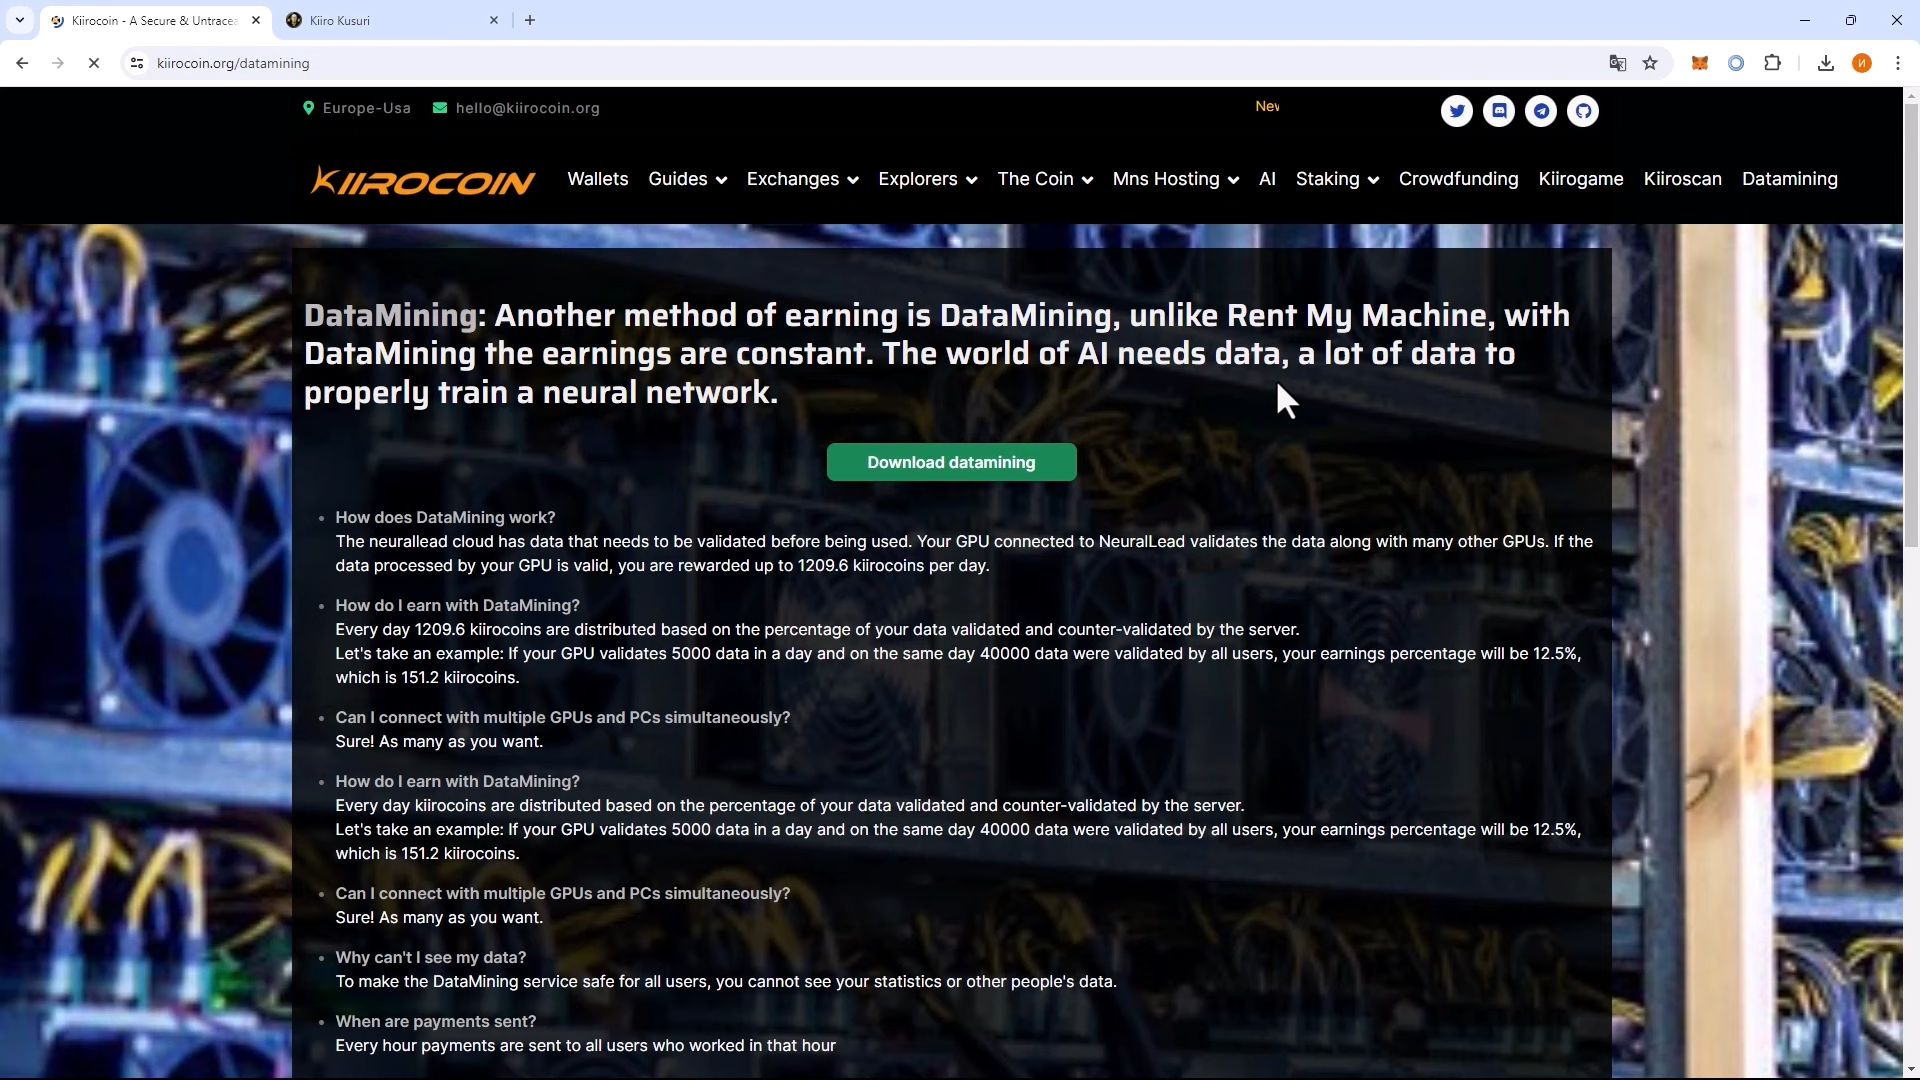 Kiirocoin - A Secure & Untracea
Kiiro Kusuri
kiirocoin.org/datamining
И
Europe-Usa hello@kiirocoin.org
Nev
KIIROCOIN
Wallets Guides Exchanges Explorers The Coin Mns Hosting AI Staking Crowdfunding Kiirogame Kiiroscan Datamining
DataMining: Another method of earning is DataMining, unlike Rent My Machine, with
DataMining the earnings are constant. The world of AI needs data, a lot of data to
properly train a neural network.
Download datamining
How does DataMining work?
The neurallead cloud has data that needs to be validated before being used. Your GPU connected to NeuralLead validates the data along with many other GPUs. If the
data processed by your GPU is valid, you are rewarded up to 1209.6 kiirocoins per day.
How do I earn with DataMining?
Every day 1209.6 kiirocoins are distributed based on the percentage of your data validated and counter-validated by the server.
Let's take an example: If your GPU validates 5000 data in a day and on the same day 40000 data were validated by all users, your earnings percentage will be 12.5%,
which is 151.2 kiirocoins.
Can I connect with multiple GPUs and PCs simultaneously?
Sure! As many as you want.
How do I earn with DataMining?
Every day kiirocoins are distributed based on the percentage of your data validated and counter-validated by the server.
Let's take an example: If your GPU validates 5000 data in a day and on the same day 40000 data were validated by all users, your earnings percentage will be 12.5%,
which is 151.2 kiirocoins.
Can I connect with multiple GPUs and PCs simultaneously?
Sure! As many as you want.
Why can't I see my data?
To make the DataMining service safe for all users, you cannot see your statistics or other people's data.
When are payments sent?
Every hour payments are sent to all users who worked in that hour